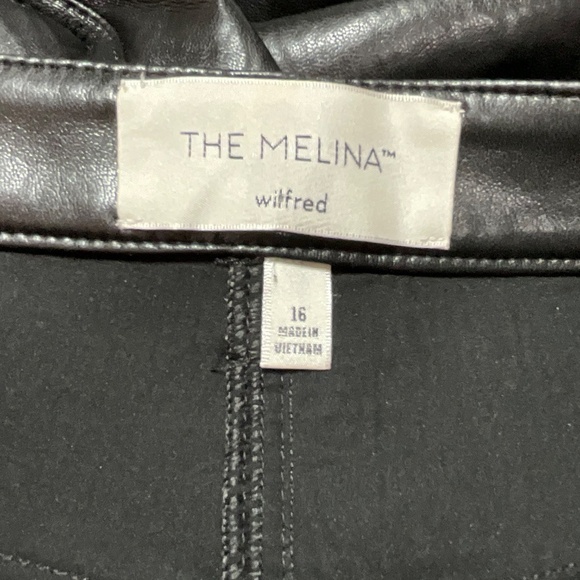 THE MELINA™
wilfred
16
MADE IN
VIETNAM